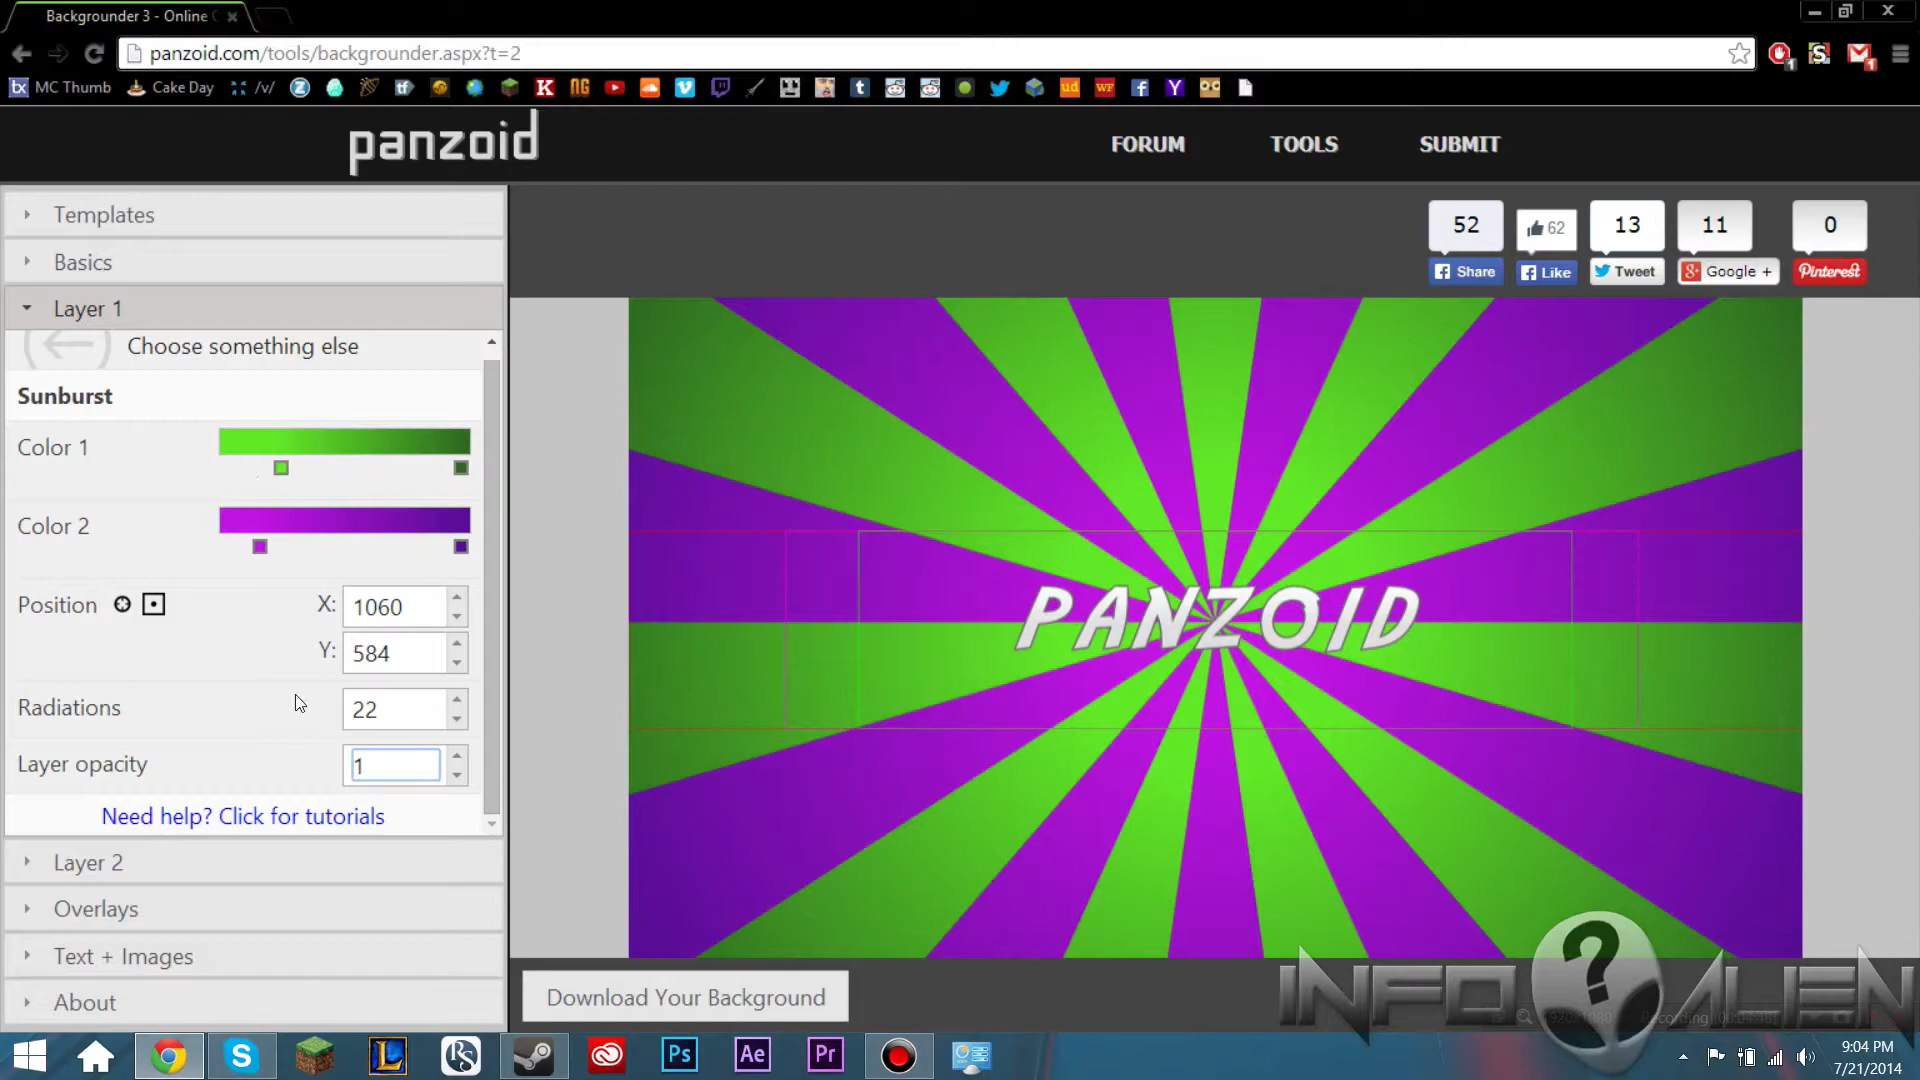 Backgrounder 3 - Online
panzoid.com/tools/backgrounder.aspx?t=2
bx MC Thumb
Cake Day
/v/
panzoid
FORUM
TOOLS
SUBMIT
Templates
Basics
Layer 1
Choose something else
Sunburst
Color 1
Color 2
Position
X: 1060
Y: 584
Radiations
22
Layer opacity
1
Need help? Click for tutorials
Layer 2
Overlays
Text + Images
About
52
62
13
11
0
Share
Like
Tweet
Google +
Pinterest
PANZOID
Download Your Background
INFO ? ALIEN
Ps
Ae
Pr
9:04 PM
7/21/2014